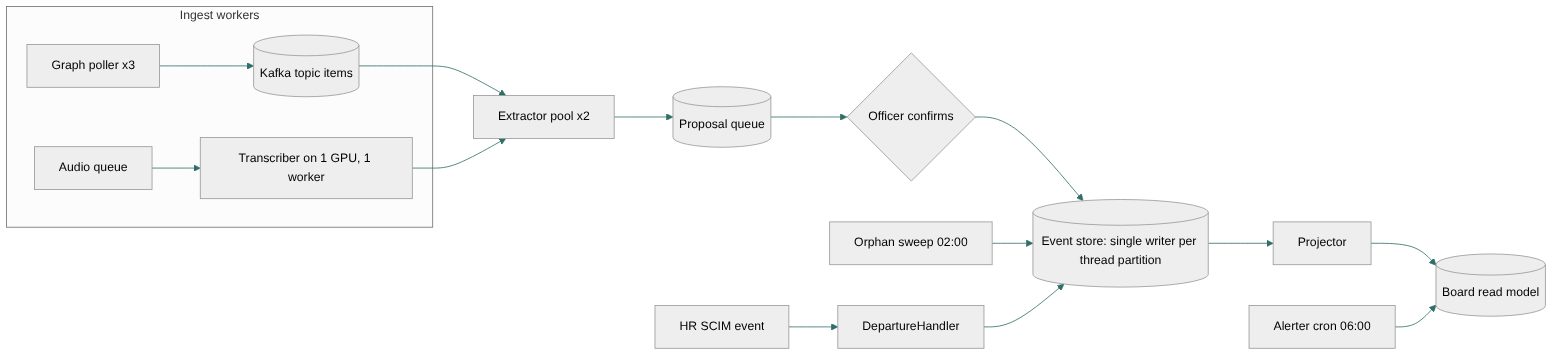 Ingest workers
Graph poller x3
Kafka topic items
Extractor pool x2
Proposal queue
Officer confirms
Audio queue
Transcriber on 1 GPU, 1
worker
Orphan sweep 02:00
Event store: single writer per
thread partition
Projector
HR SCIM event
DepartureHandler
Board read model
Alerter cron 06:00